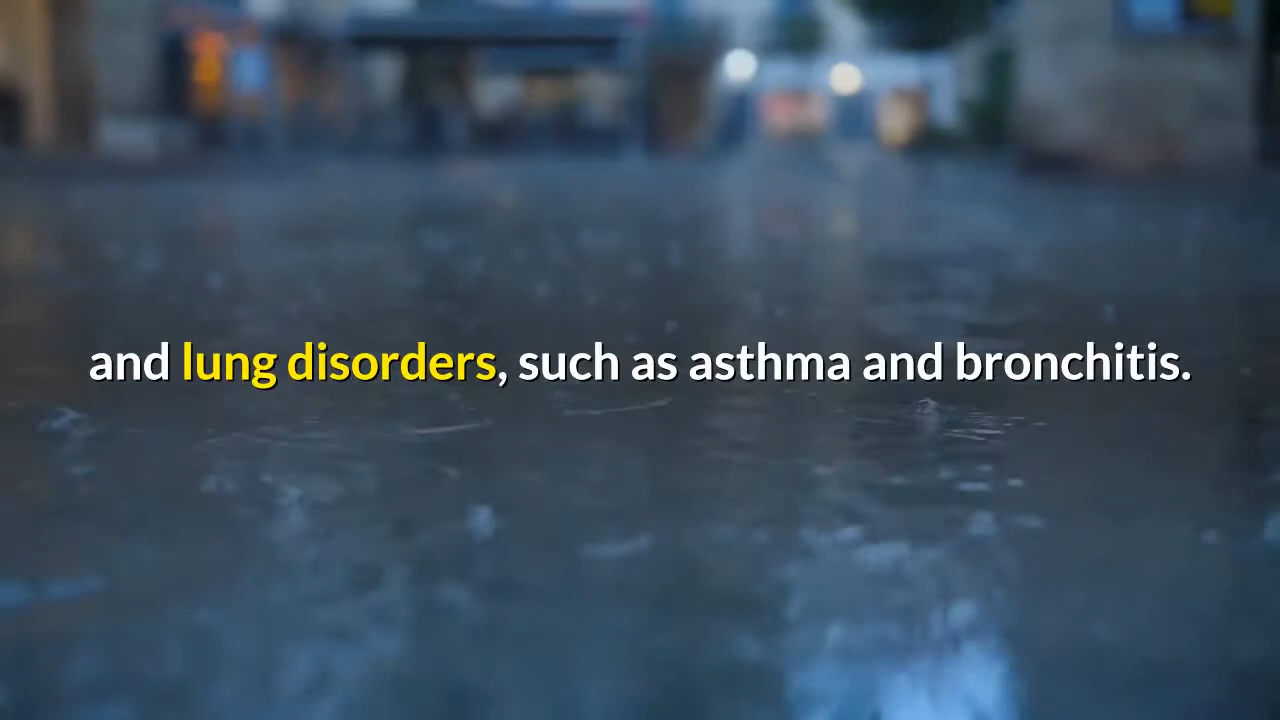 and lung disorders, such as asthma and bronchitis.